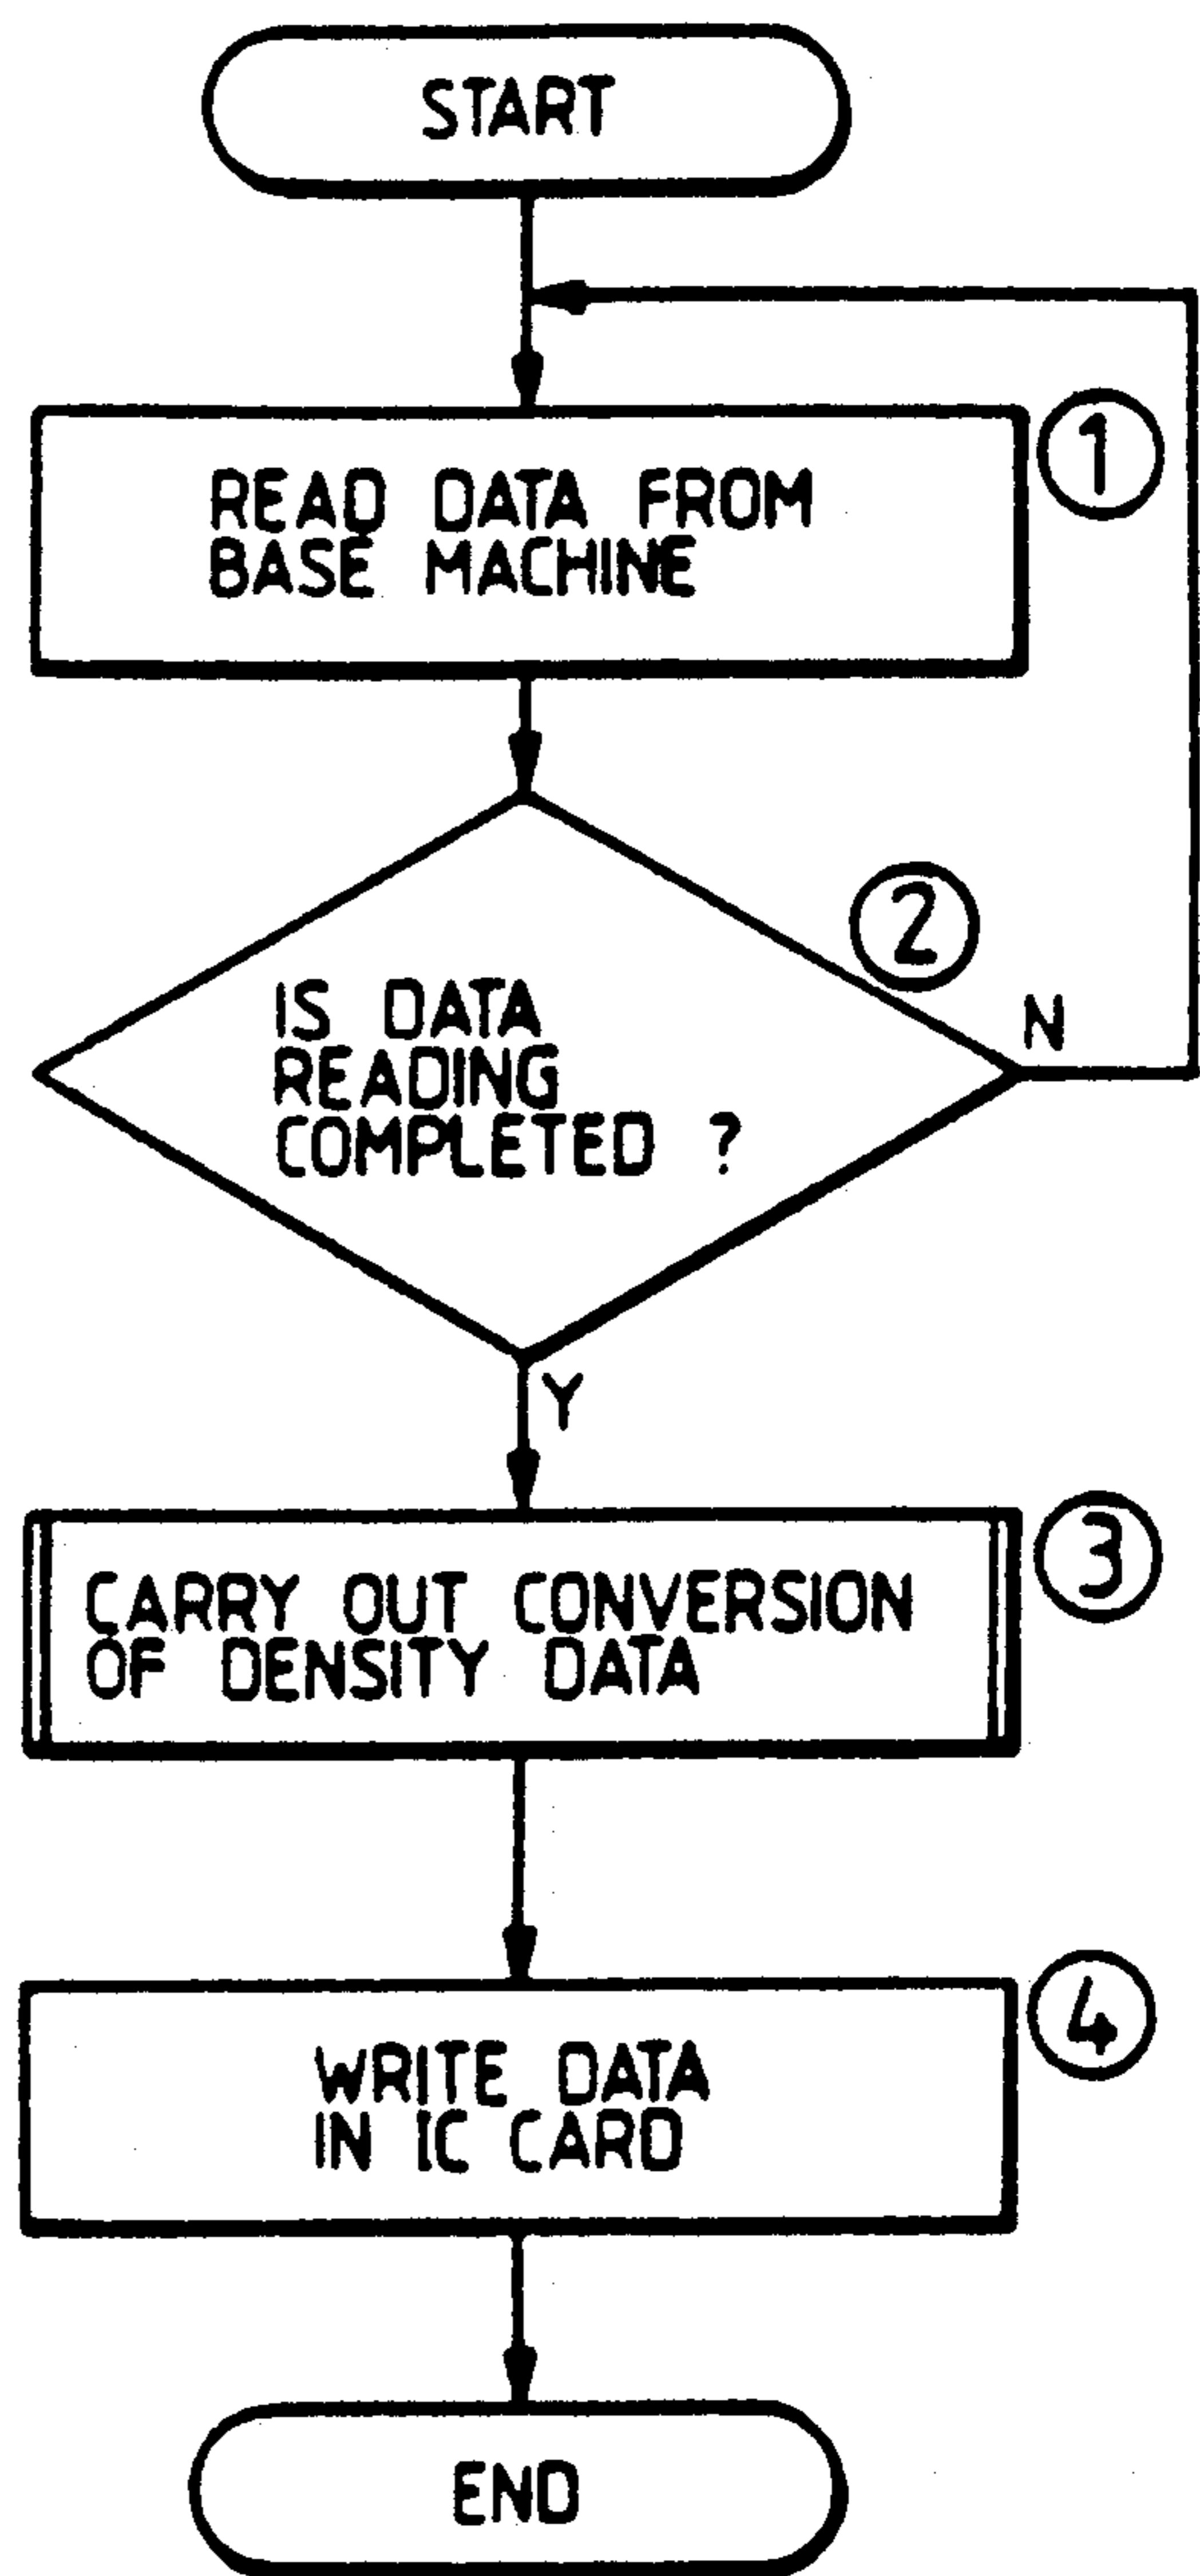 START
①
READ DATA FROM
BASE MACHINE
②
IS DATA
READING
COMPLETED ?
N
Y
③
CARRY OUT CONVERSION
OF DENSITY DATA
④
WRITE DATA
IN IC CARD
END